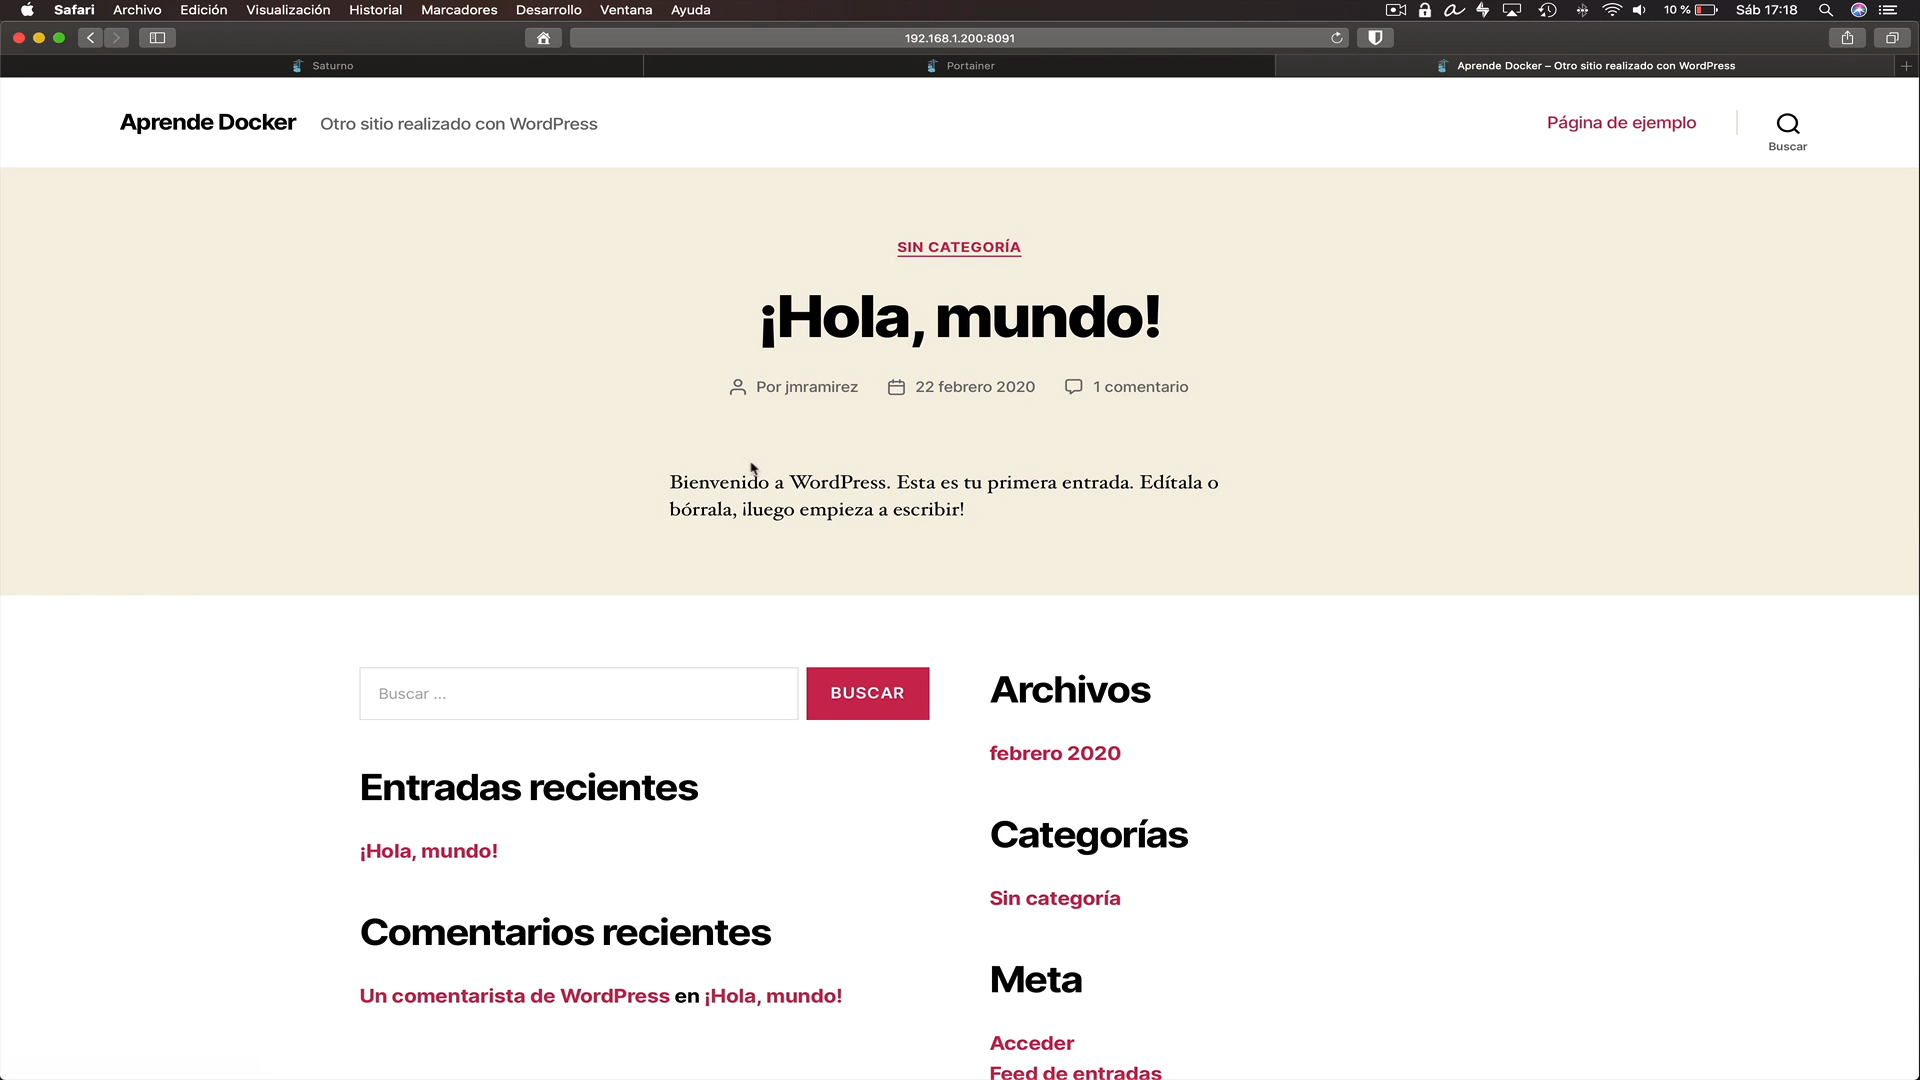 Safari Archivo Edición Visualización Historial Marcadores Desarrollo Ventana Ayuda 10 % Sáb 17:18
192.168.1.200:8091
Saturno Portainer Aprende Docker – Otro sitio realizado con WordPress
Aprende Docker Otro sitio realizado con WordPress Página de ejemplo
Buscar
SIN CATEGORÍA
¡Hola, mundo!
Por jmramirez 22 febrero 2020 1 comentario
Bienvenido a WordPress. Esta es tu primera entrada. Edítala o
bórrala, ¡luego empieza a escribir!
Buscar ... BUSCAR
Entradas recientes
¡Hola, mundo!
Comentarios recientes
Un comentarista de WordPress en ¡Hola, mundo!
Archivos
febrero 2020
Categorías
Sin categoría
Meta
Acceder
Feed de entradas